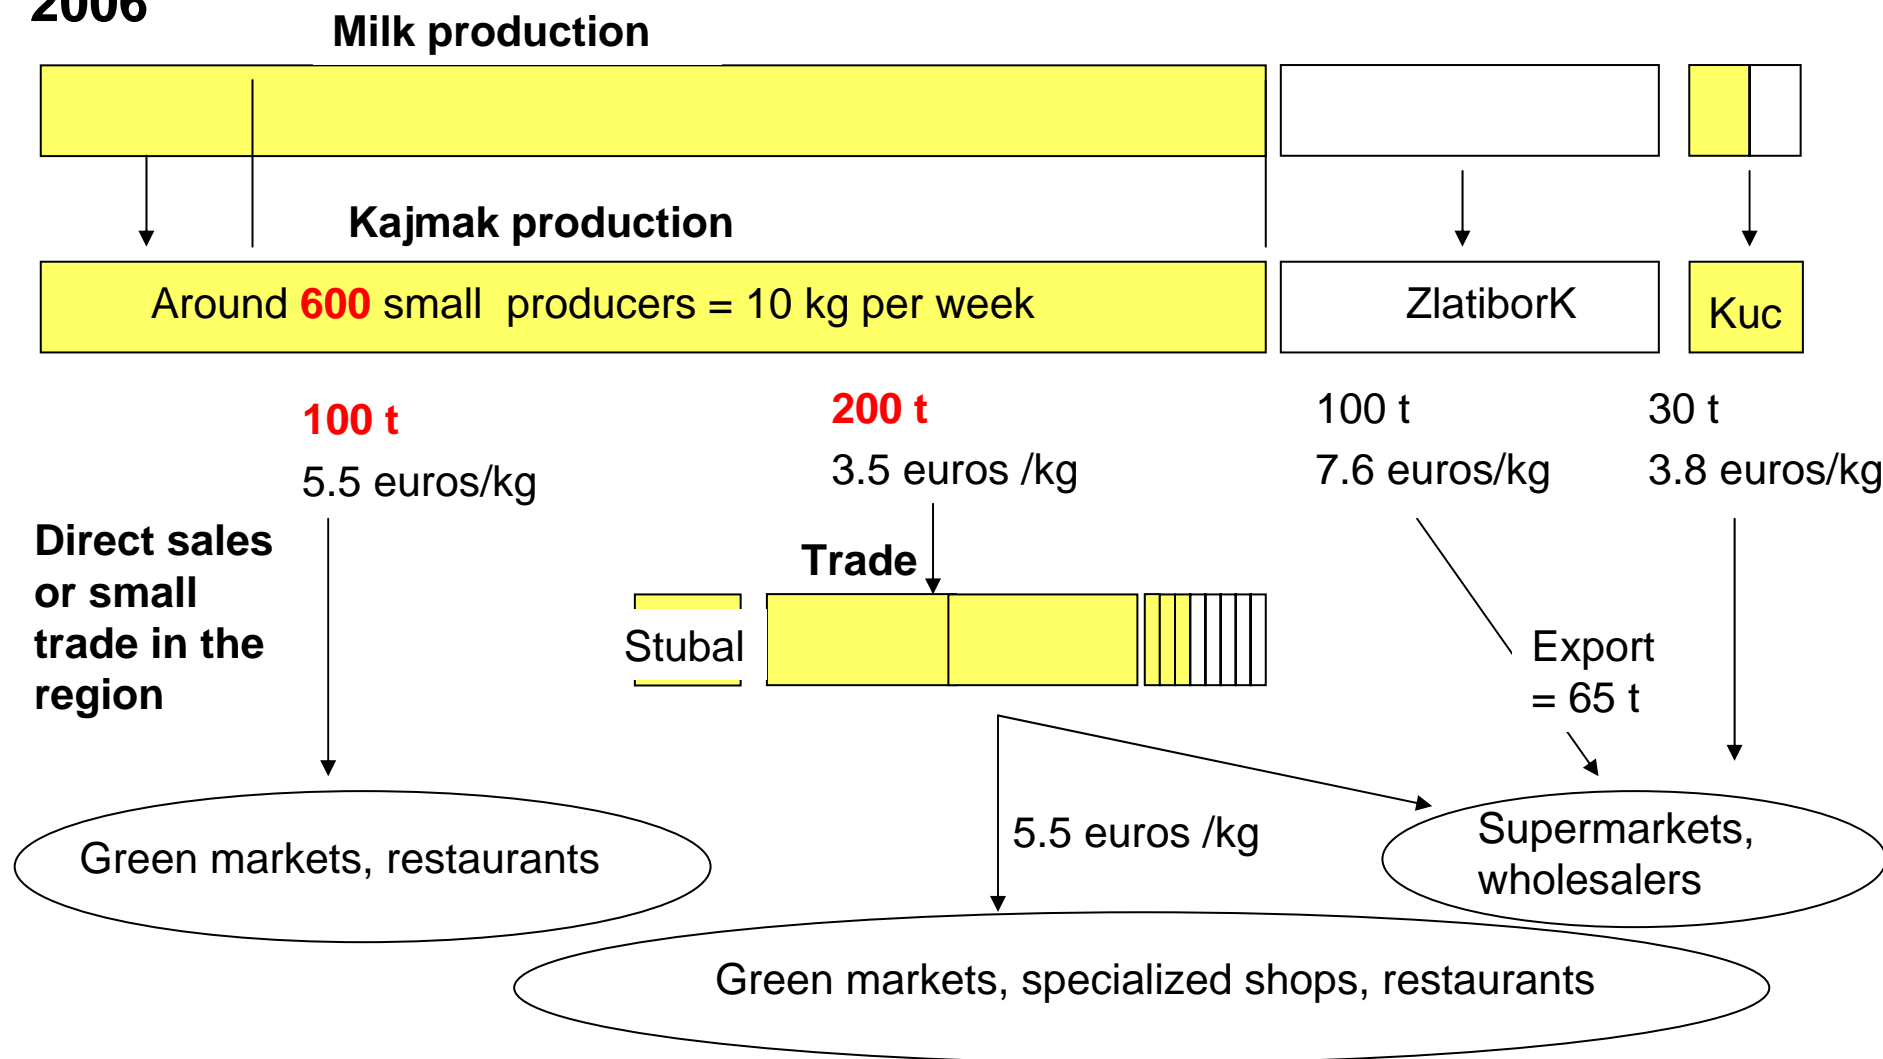 2006
Milk production
Kajmak production
Around 600 small producers = 10 kg per week
ZlatiborK
Kuc
100 t
5.5 euros/kg
200 t
3.5 euros /kg
100 t
7.6 euros/kg
30 t
3.8 euros/kg
Direct sales
or small
trade in the
region
Trade
Stubal
Export
= 65 t
5.5 euros /kg
Green markets, restaurants
Supermarkets,
wholesalers
Green markets, specialized shops, restaurants